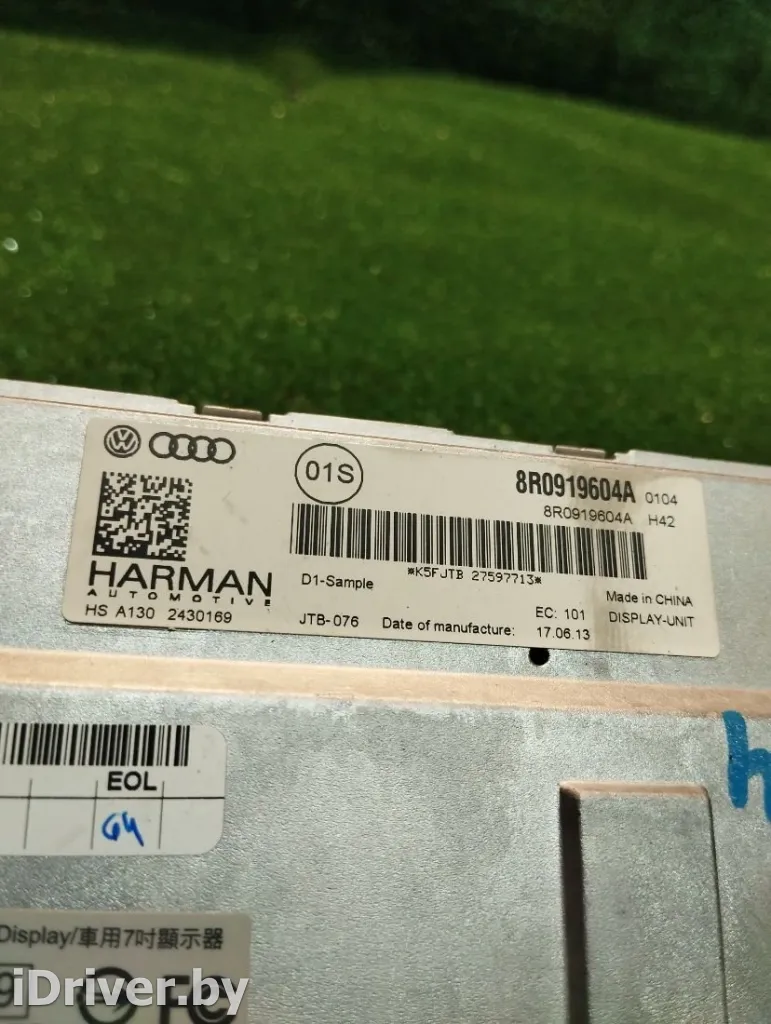 01S
8R0919604A 0104
8R0919604A H42
*K5FJTB 27597713*
HARMAN
AUTOMOTIVE
D1-Sample
Made in CHINA
HS A130 2430169
JTB-076 Date of manufacture: 17.06.13
EC: 101 DISPLAY-UNIT
EOL
64
Display/車用7吋顯示器
iDriver.by